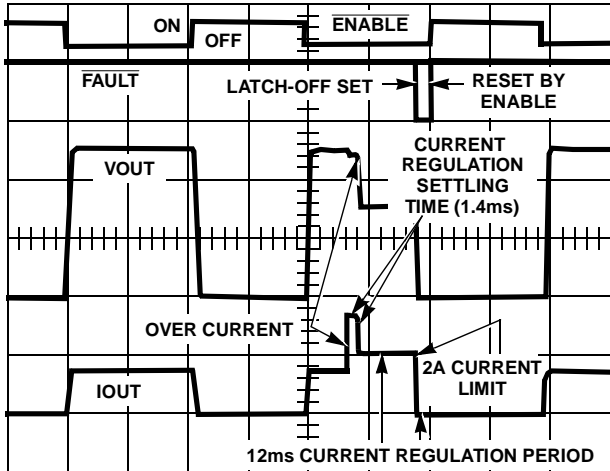 ON
OFF
ENABLE
FAULT
LATCH-OFF SET
RESET BY
ENABLE
VOUT
CURRENT
REGULATION
SETTLING
TIME (1.4ms)
OVER CURRENT
IOUT
2A CURRENT
LIMIT
12ms CURRENT REGULATION PERIOD